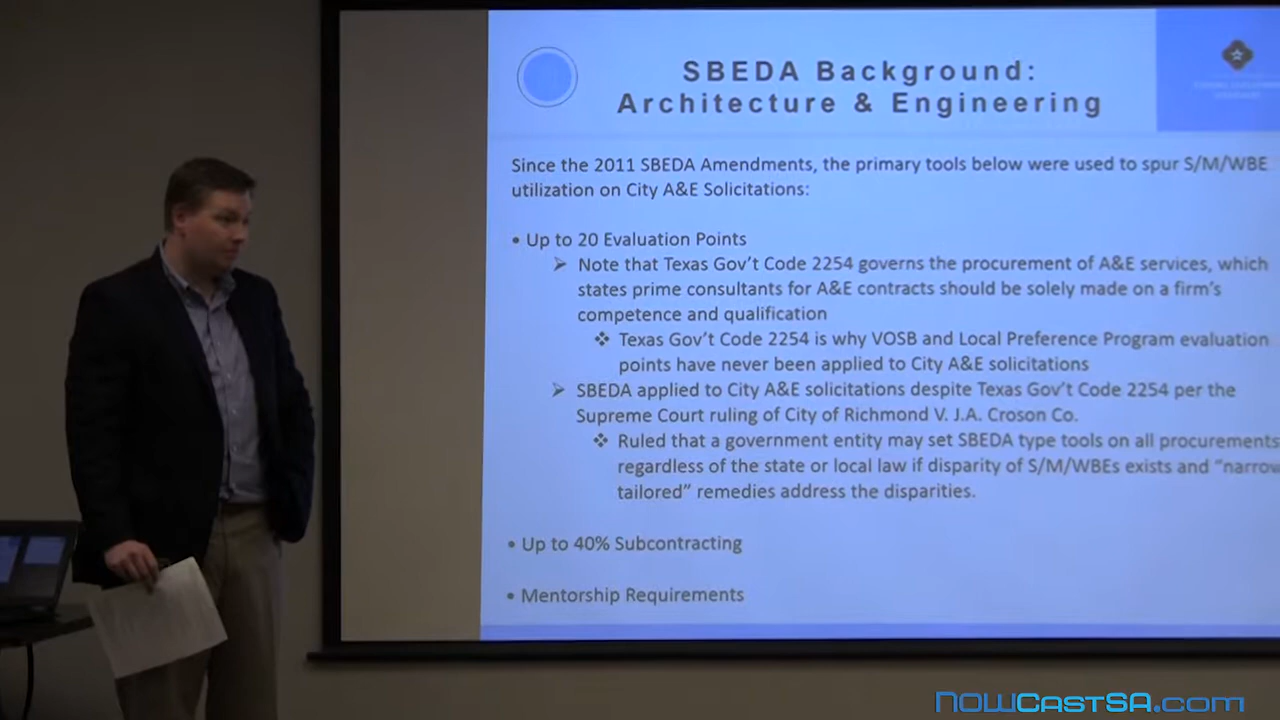 SBEDA Background:
Architecture & Engineering
Since the 2011 SBEDA Amendments, the primary tools below were used to spur S/M/WBE
utilization on City A&E Solicitations:
• Up to 20 Evaluation Points
➢ Note that Texas Gov't Code 2254 governs the procurement of A&E services, which
states prime consultants for A&E contracts should be solely made on a firm's
competence and qualification
❖ Texas Gov't Code 2254 is why VOSB and Local Preference Program evaluation
points have never been applied to City A&E solicitations
➢ SBEDA applied to City A&E solicitations despite Texas Gov't Code 2254 per the
Supreme Court ruling of City of Richmond V. J.A. Croson Co.
❖ Ruled that a government entity may set SBEDA type tools on all procurements
regardless of the state or local law if disparity of S/M/WBEs exists and “narrow
tailored” remedies address the disparities.
• Up to 40% Subcontracting
• Mentorship Requirements
NOWCASTSA.COM